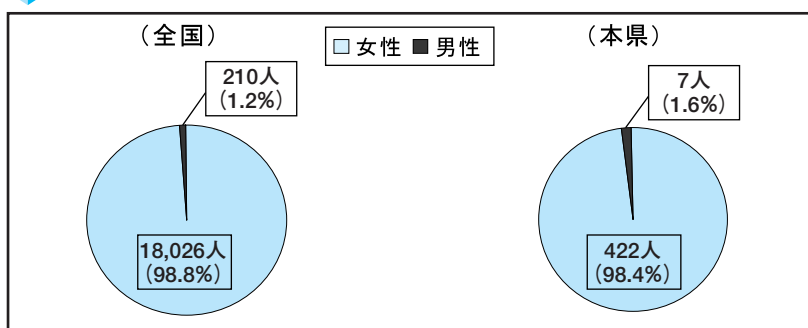 （全国）
女性 男性
（本県）
210人
（1.2%）
7人
（1.6%）
18,026人
（98.8%）
422人
（98.4%）